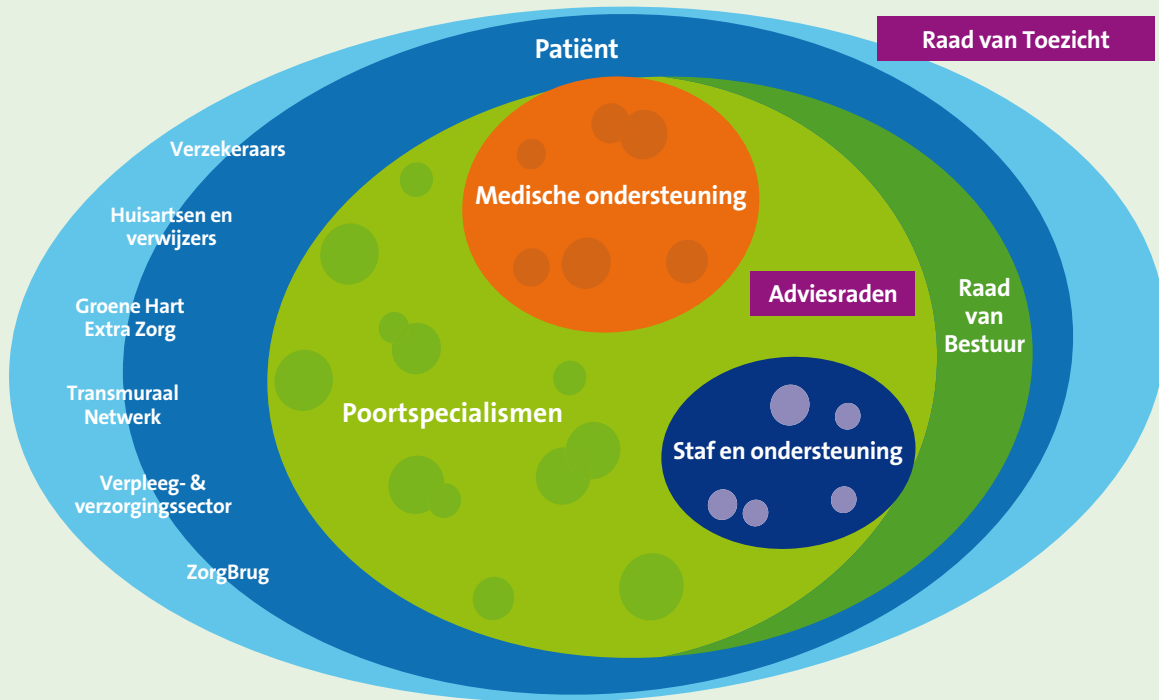 Raad van Toezicht
Patiënt
Verzekeraars
Medische ondersteuning
Huisartsen en
verwijzers
Groene Hart
Extra Zorg
Adviesraden
Raad
van
Bestuur
Transmuraal
Netwerk
Poortspecialismen
Staf en ondersteuning
Verpleeg- &
verzorgingssector
ZorgBrug